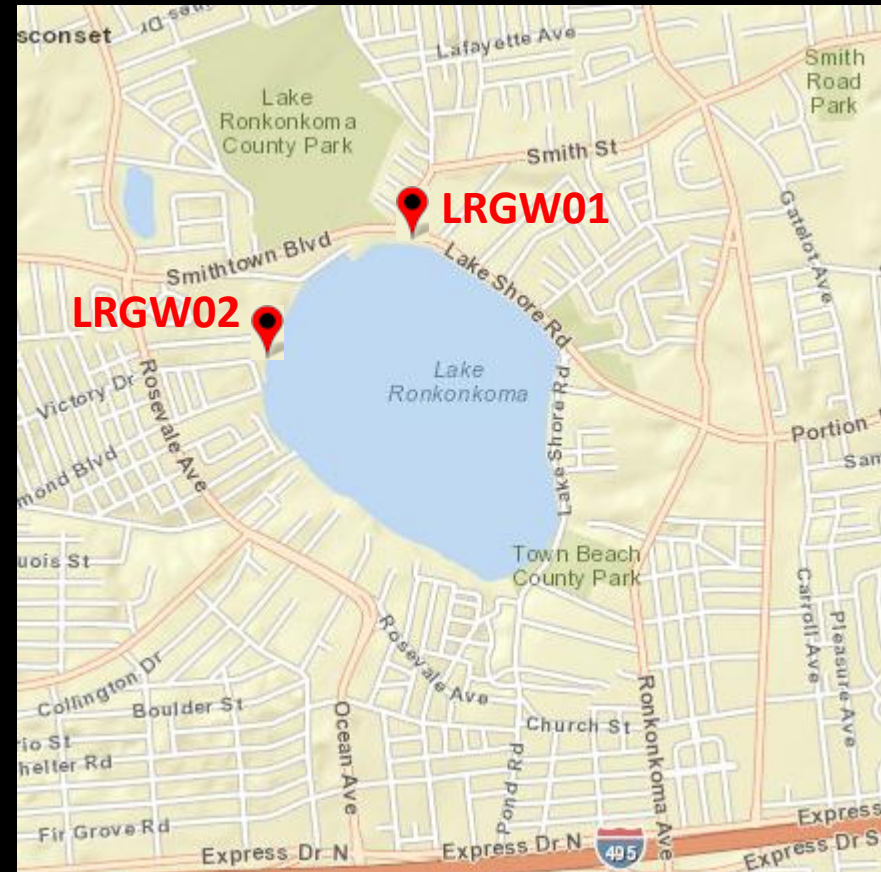 sconset
Lafayette Ave
Smith
Road
Park
Lake
Ronkonkoma
County Park
Smith St
LRGW01
Gatelot Ave
Smithtown Blvd
Lake Shore Rd
LRGW02
Lake
Ronkonkoma
Victory Dr
Rosevale Ave
Lake Shore Rd
Portion
mond Blvd
San
uois St
Town Beach
County Park
Carroll Ave
Pleasure Ave
Rosevale Ave
Collington Dr
Boulder St
Ocean Ave
Church St
Ronkonkoma Ave
rio St
helter Rd
Pond Rd
Fir Grove Rd
Express Dr N
Express Dr N
495
Express
Express Dr S